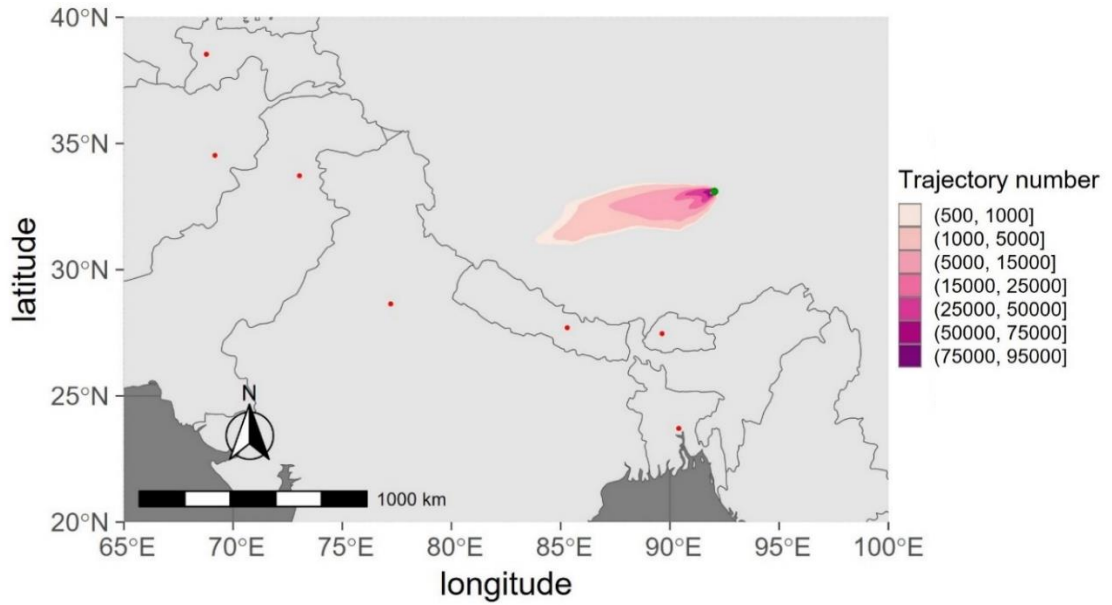 40°N
35°N
30°N
25°N
20°N
latitude
N
1000 km
65°E 70°E 75°E 80°E 85°E 90°E 95°E 100°E
longitude
Trajectory number
(500, 1000]
(1000, 5000]
(5000, 15000]
(15000, 25000]
(25000, 50000]
(50000, 75000]
(75000, 95000]